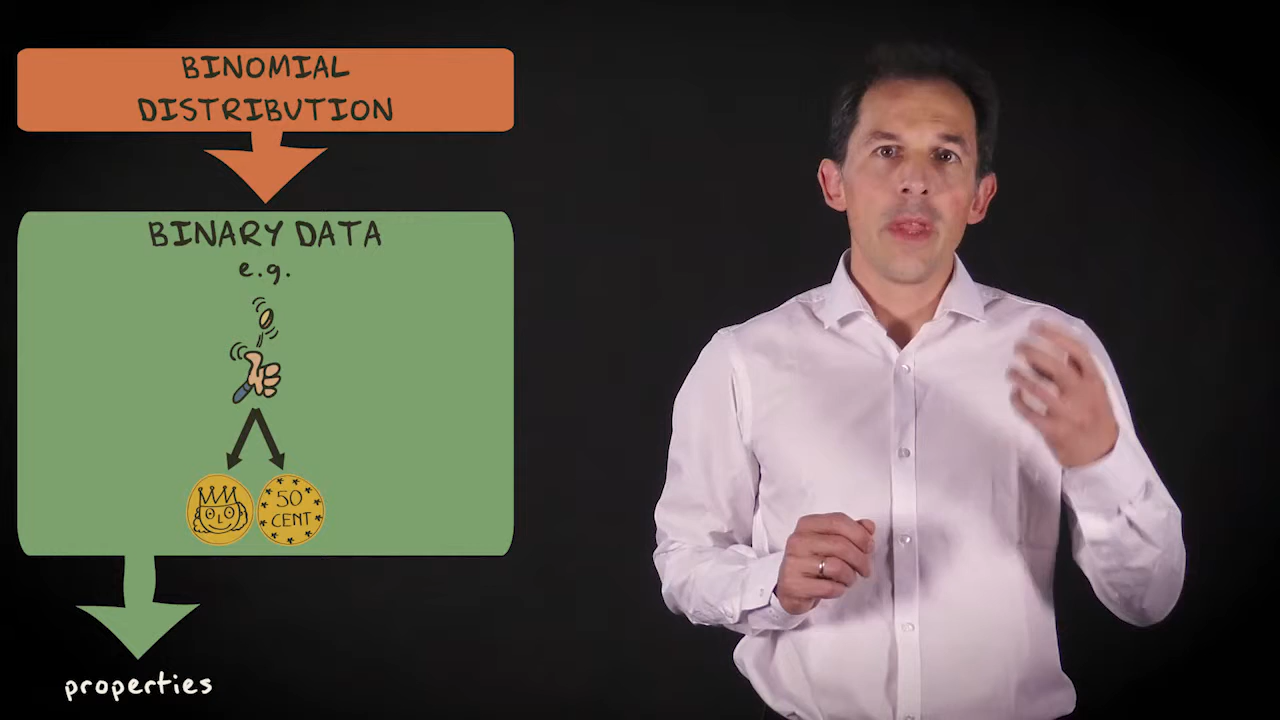 BINOMIAL
DISTRIBUTION
BINARY DATA
e.g.
50
CENT
properties